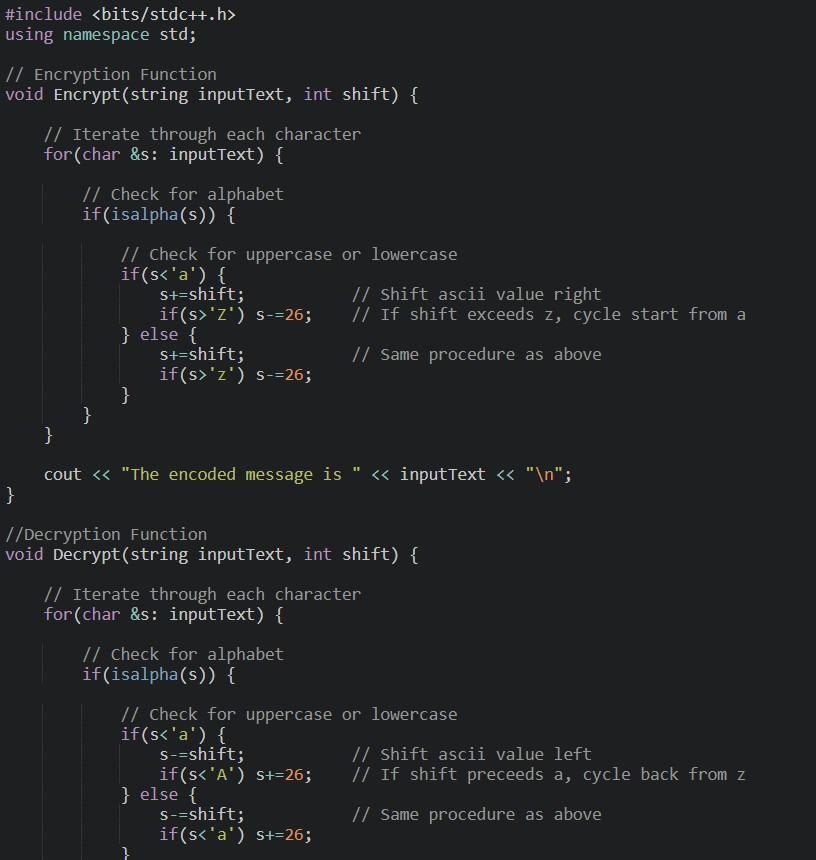 #include <bits/stdc++.h>
using namespace std;

// Encryption Function
void Encrypt(string inputText, int shift) {

    // Iterate through each character
    for(char &s: inputText) {

        // Check for alphabet
        if(isalpha(s)) {

            // Check for uppercase or lowercase
            if(s<'a') {
                s+=shift;           // Shift ascii value right
                if(s>'Z') s-=26;    // If shift exceeds z, cycle start from a
            } else {
                s+=shift;           // Same procedure as above
                if(s>'z') s-=26;
            }
        }
    }

    cout << "The encoded message is " << inputText << "\n";
}

//Decryption Function
void Decrypt(string inputText, int shift) {

    // Iterate through each character
    for(char &s: inputText) {

        // Check for alphabet
        if(isalpha(s)) {

            // Check for uppercase or lowercase
            if(s<'a') {
                s-=shift;           // Shift ascii value left
                if(s<'A') s+=26;    // If shift preceeds a, cycle back from z
            } else {
                s-=shift;           // Same procedure as above
                if(s<'a') s+=26;
            }